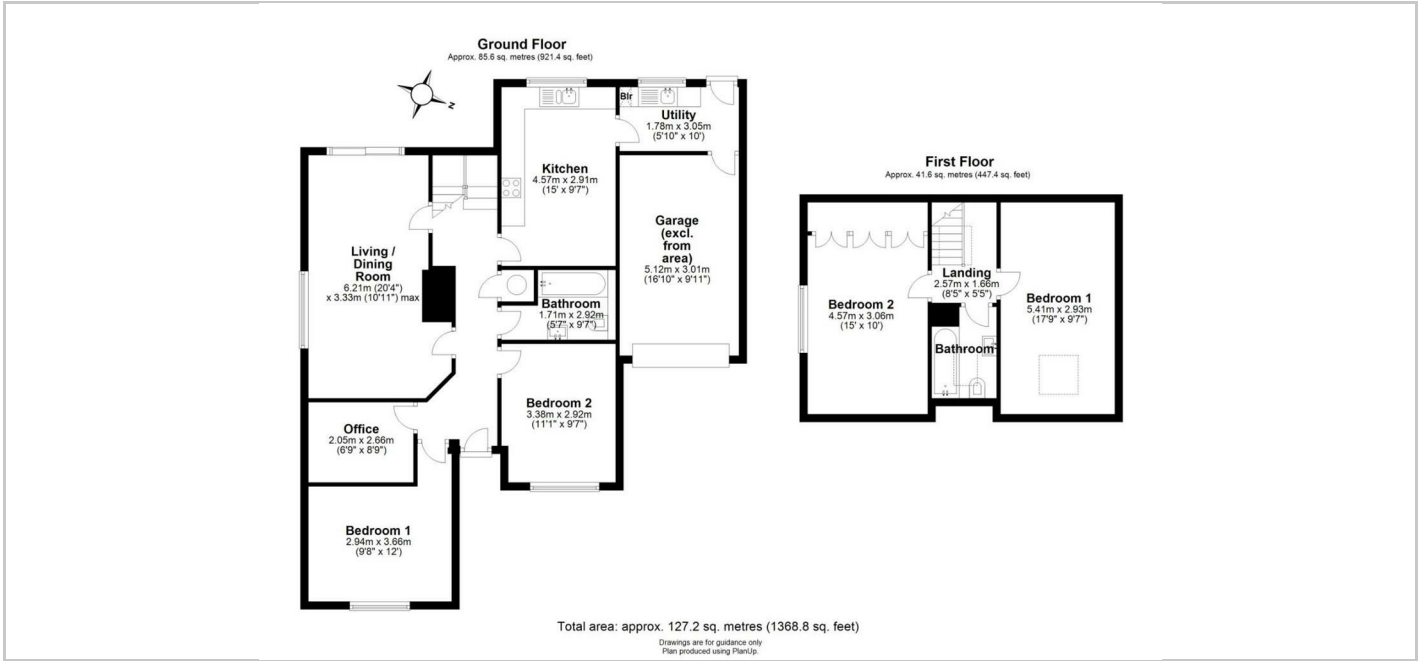 Ground Floor
Approx. 85.6 sq. metres (921.4 sq. feet)
N
Blr
Utility
1.78m x 3.05m
(5'10" x 10')
Kitchen
4.57m x 2.91m
(15' x 9'7")
Living /
Dining
Room
6.21m (20'4")
x 3.33m (10'11") max
Garage
(excl.
from
area)
5.12m x 3.01m
(16'10" x 9'11")
Bathroom
1.71m x 2.92m
(5'7" x 9'7")
Bedroom 2
3.38m x 2.92m
(11'1" x 9'7")
Office
2.05m x 2.66m
(6'9" x 8'9")
Bedroom 1
2.94m x 3.66m
(9'8" x 12')
First Floor
Approx. 41.6 sq. metres (447.4 sq. feet)
Bedroom 2
4.57m x 3.06m
(15' x 10')
Landing
2.57m x 1.66m
(8'5" x 5'5")
Bedroom 1
5.41m x 2.93m
(17'9" x 9'7")
Bathroom
Total area: approx. 127.2 sq. metres (1368.8 sq. feet)
Drawings are for guidance only
Plan produced using PlanUp.